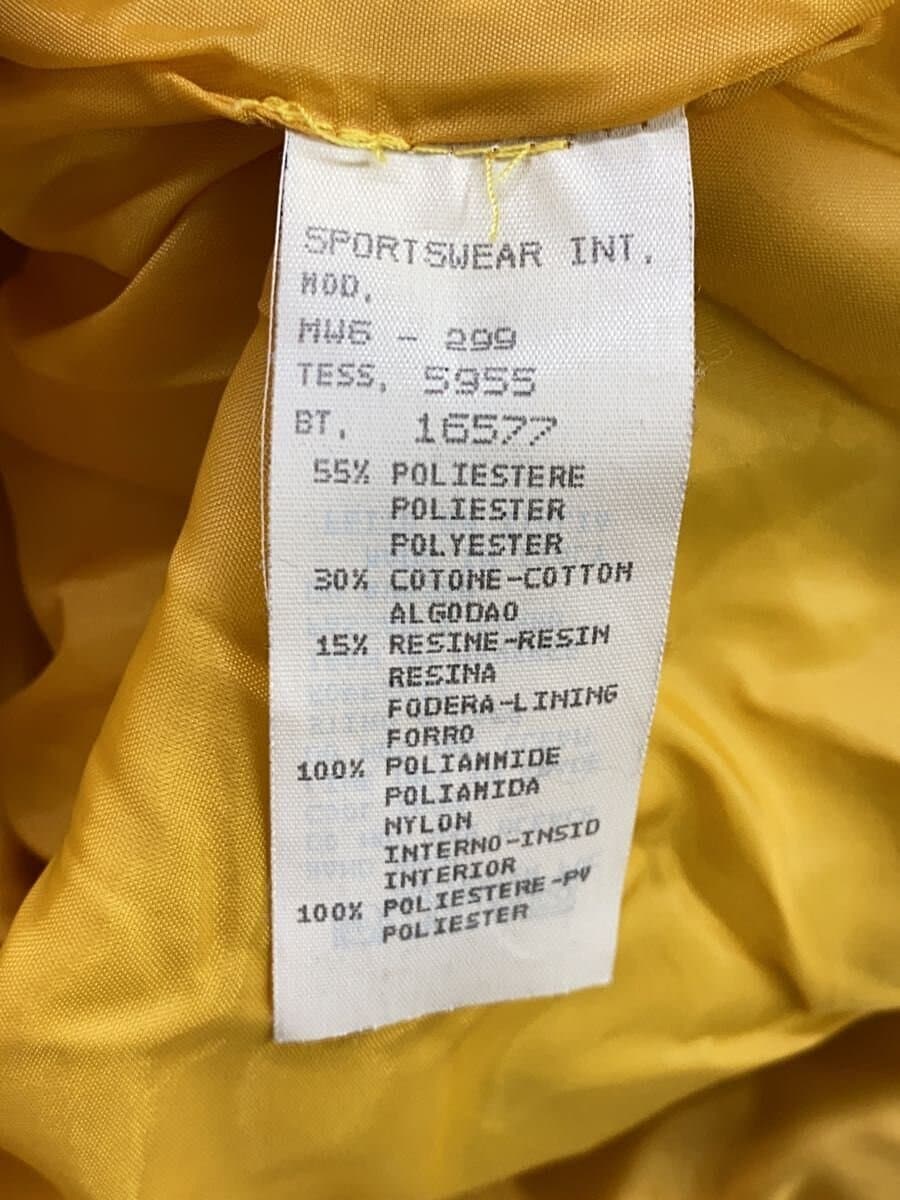 SPORTSWEAR INT.
MOD.
MW6 - 299
TESS. 5955
BT. 16577
55% POLIESTERE
POLIESTER
POLYESTER
30% COTONE-COTTON
ALGODAO
15% RESINE-RESIN
RESINA
FODERA-LINING
FORRO
100% POLIAMMIDE
POLIAMIDA
NYLON
INTERNO-INSID
INTERIOR
100% POLIESTERE-PY
POLIESTER